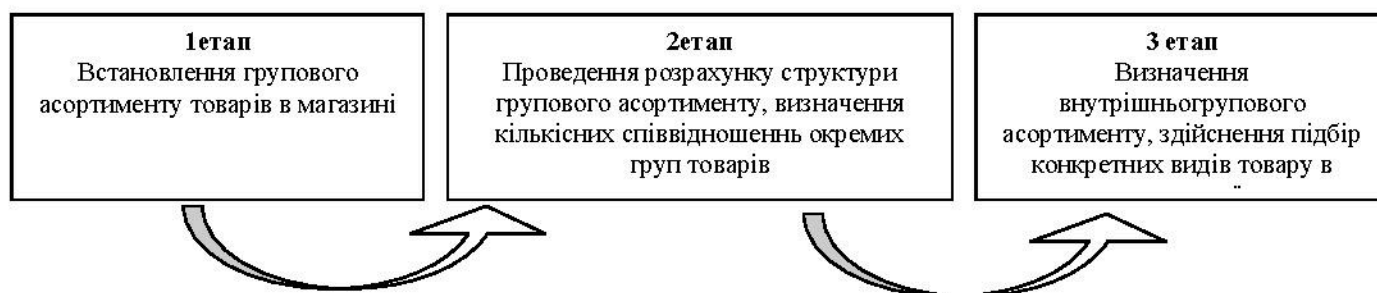 1етап
Встановлення групового
асортименту товарів в магазині
2етап
Проведення розрахунку структури
групового асортименту, визначення
кількісних співвідношеннь окремих
груп товарів
3 етап
Визначення
внутрішньогрупового
асортименту, здійснення підбір
конкретних видів товару в